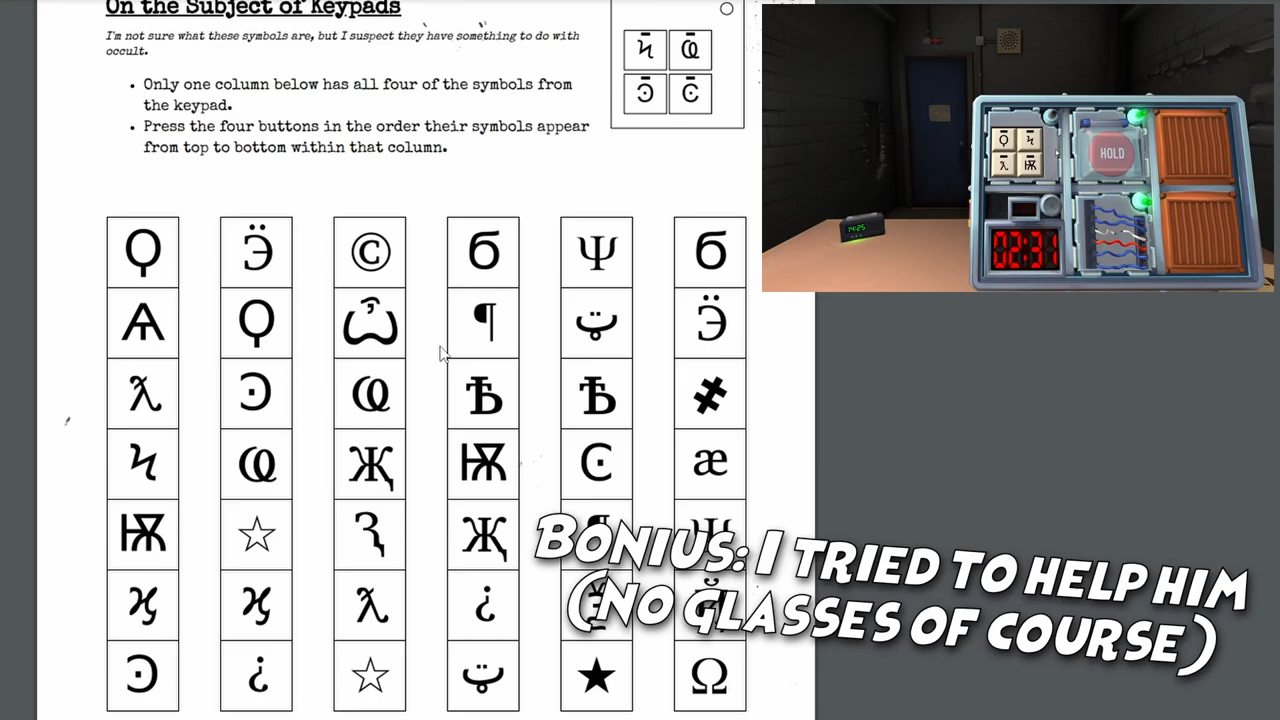 On the Subject of Keypads
I'm not sure what these symbols are, but I suspect they have something to do with
occult.
• Only one column below has all four of the symbols from
the keypad.
• Press the four buttons in the order their symbols appear
from top to bottom within that column.
Ϟ Ҩ
Ͽ Ͼ
Ϙ Ӭ © б Ψ б
Ѧ Ϙ Ѽ ¶ ټ Ӭ
ƛ Ͽ Ҩ Ѣ Ѣ ҂
Ϟ Ҩ Җ Ѭ Ͼ æ
Ѭ ☆ Ԇ Җ ¶ Ψ
ϗ ϗ ƛ ¿
Ͽ ¿ ☆ ټ ★ Ω
Ϙ Ϟ
ƛ Ѭ
HOLD
02:31
14:25
BONIUS: I TRIED TO HELP HIM
(NO GLASSES OF COURSE)